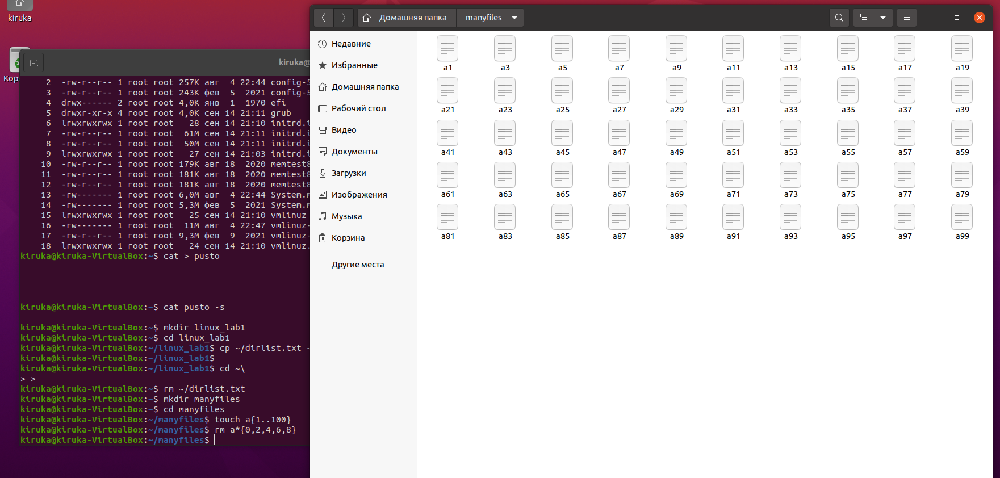 kiruka
Кор
kiruka@
2 -rw-r--r-- 1 root root 257K авг 4 22:44 config-5
3 -rw-r--r-- 1 root root 243K фев 5 2021 config-5
4 drwx------ 2 root root 4,0K янв 1 1970 efi
5 drwxr-xr-x 4 root root 4,0K сен 14 21:11 grub
6 lrwxrwxrwx 1 root root 28 сен 14 21:10 initrd.i
7 -rw-r--r-- 1 root root 61M сен 14 21:11 initrd.i
8 -rw-r--r-- 1 root root 50M сен 14 21:11 initrd.i
9 lrwxrwxrwx 1 root root 27 сен 14 21:03 initrd.i
10 -rw-r--r-- 1 root root 179K авг 18 2020 memtest8
11 -rw-r--r-- 1 root root 181K авг 18 2020 memtest8
12 -rw-r--r-- 1 root root 181K авг 18 2020 memtest8
13 -rw------- 1 root root 6,0M авг 4 22:44 System.m
14 -rw------- 1 root root 5,3M фев 5 2021 System.m
15 lrwxrwxrwx 1 root root 25 сен 14 21:10 vmlinuz
16 -rw------- 1 root root 11M авг 4 22:47 vmlinuz-
17 -rw-r--r-- 1 root root 9,3M фев 9 2021 vmlinuz-
18 lrwxrwxrwx 1 root root 24 сен 14 21:10 vmlinuz.
kiruka@kiruka-VirtualBox:~$ cat > pusto
kiruka@kiruka-VirtualBox:~$ cat pusto -s
kiruka@kiruka-VirtualBox:~$ mkdir linux_lab1
kiruka@kiruka-VirtualBox:~$ cd linux_lab1
kiruka@kiruka-VirtualBox:~/linux_lab1$ cp ~/dirlist.txt ~
kiruka@kiruka-VirtualBox:~/linux_lab1$
kiruka@kiruka-VirtualBox:~/linux_lab1$ cd ~\
> >
kiruka@kiruka-VirtualBox:~$ rm ~/dirlist.txt
kiruka@kiruka-VirtualBox:~$ mkdir manyfiles
kiruka@kiruka-VirtualBox:~$ cd manyfiles
kiruka@kiruka-VirtualBox:~/manyfiles$ touch a{1..100}
kiruka@kiruka-VirtualBox:~/manyfiles$ rm a*{0,2,4,6,8}
kiruka@kiruka-VirtualBox:~/manyfiles$
Домашняя папка manyfiles
Недавние
Избранные
Домашняя папка
Рабочий стол
Видео
Документы
Загрузки
Изображения
Музыка
Корзина
Другие места
a1 a3 a5 a7 a9 a11 a13 a15 a17 a19
a21 a23 a25 a27 a29 a31 a33 a35 a37 a39
a41 a43 a45 a47 a49 a51 a53 a55 a57 a59
a61 a63 a65 a67 a69 a71 a73 a75 a77 a79
a81 a83 a85 a87 a89 a91 a93 a95 a97 a99